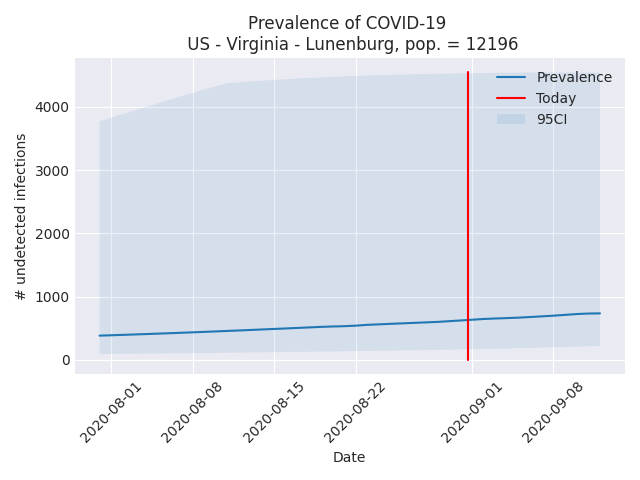 Prevalence of COVID-19
US - Virginia - Lunenburg, pop. = 12196
Prevalence
Today
95CI
# undetected infections
4000
3000
2000
1000
0
2020-08-01
2020-08-08
2020-08-15
2020-08-22
2020-09-01
2020-09-08
Date